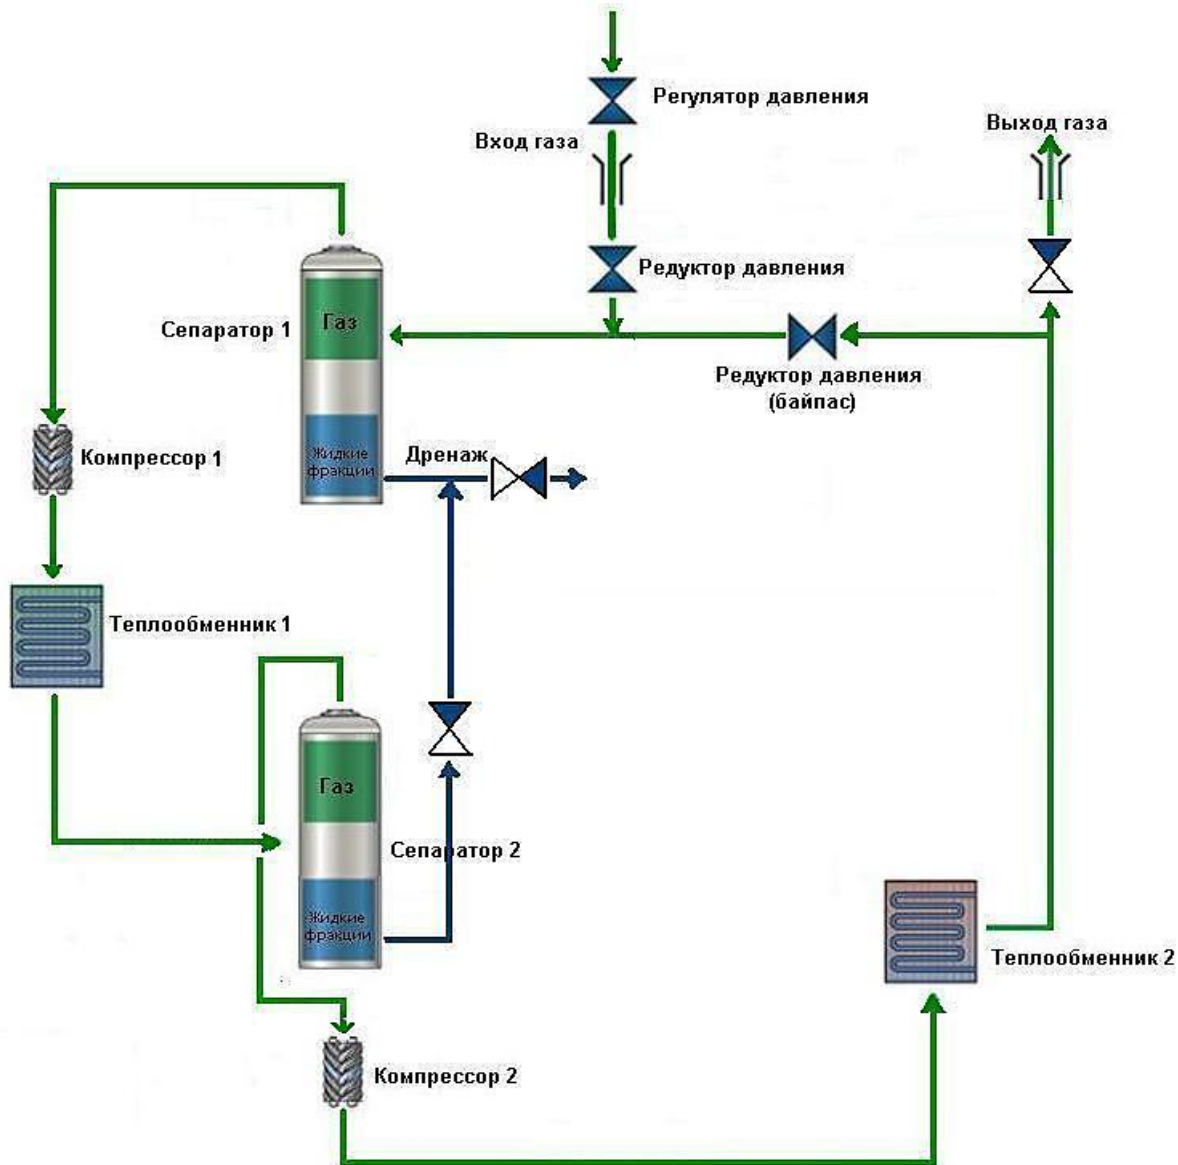 Регулятор давления
Выход газа
Вход газа
Редуктор давления
Газ
Сепаратор 1
Редуктор давления
(байпас)
Жидкие
фракции
Дренаж
Компрессор 1
Теплообменник 1
Газ
Сепаратор 2
Жидкие
фракции
Теплообменник 2
Компрессор 2